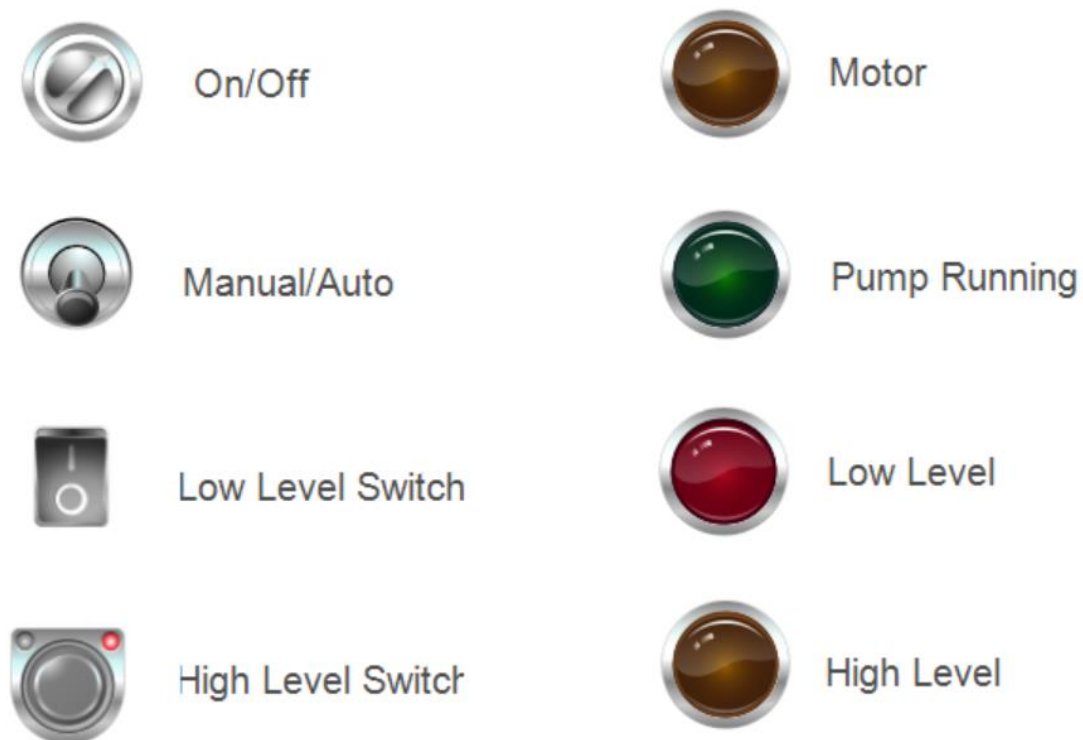 On/Off
Motor
Manual/Auto
Pump Running
Low Level Switch
Low Level
High Level Switch
High Level